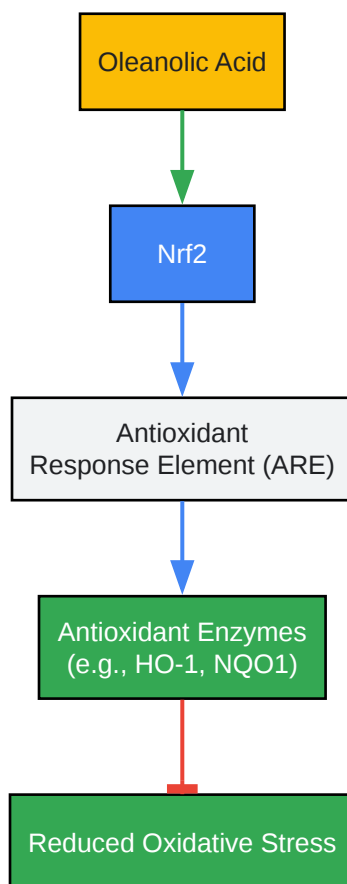 Oleanolic Acid
Nrf2
Antioxidant
Response Element (ARE)
Antioxidant Enzymes
(e.g., HO-1, NQO1)
Reduced Oxidative Stress